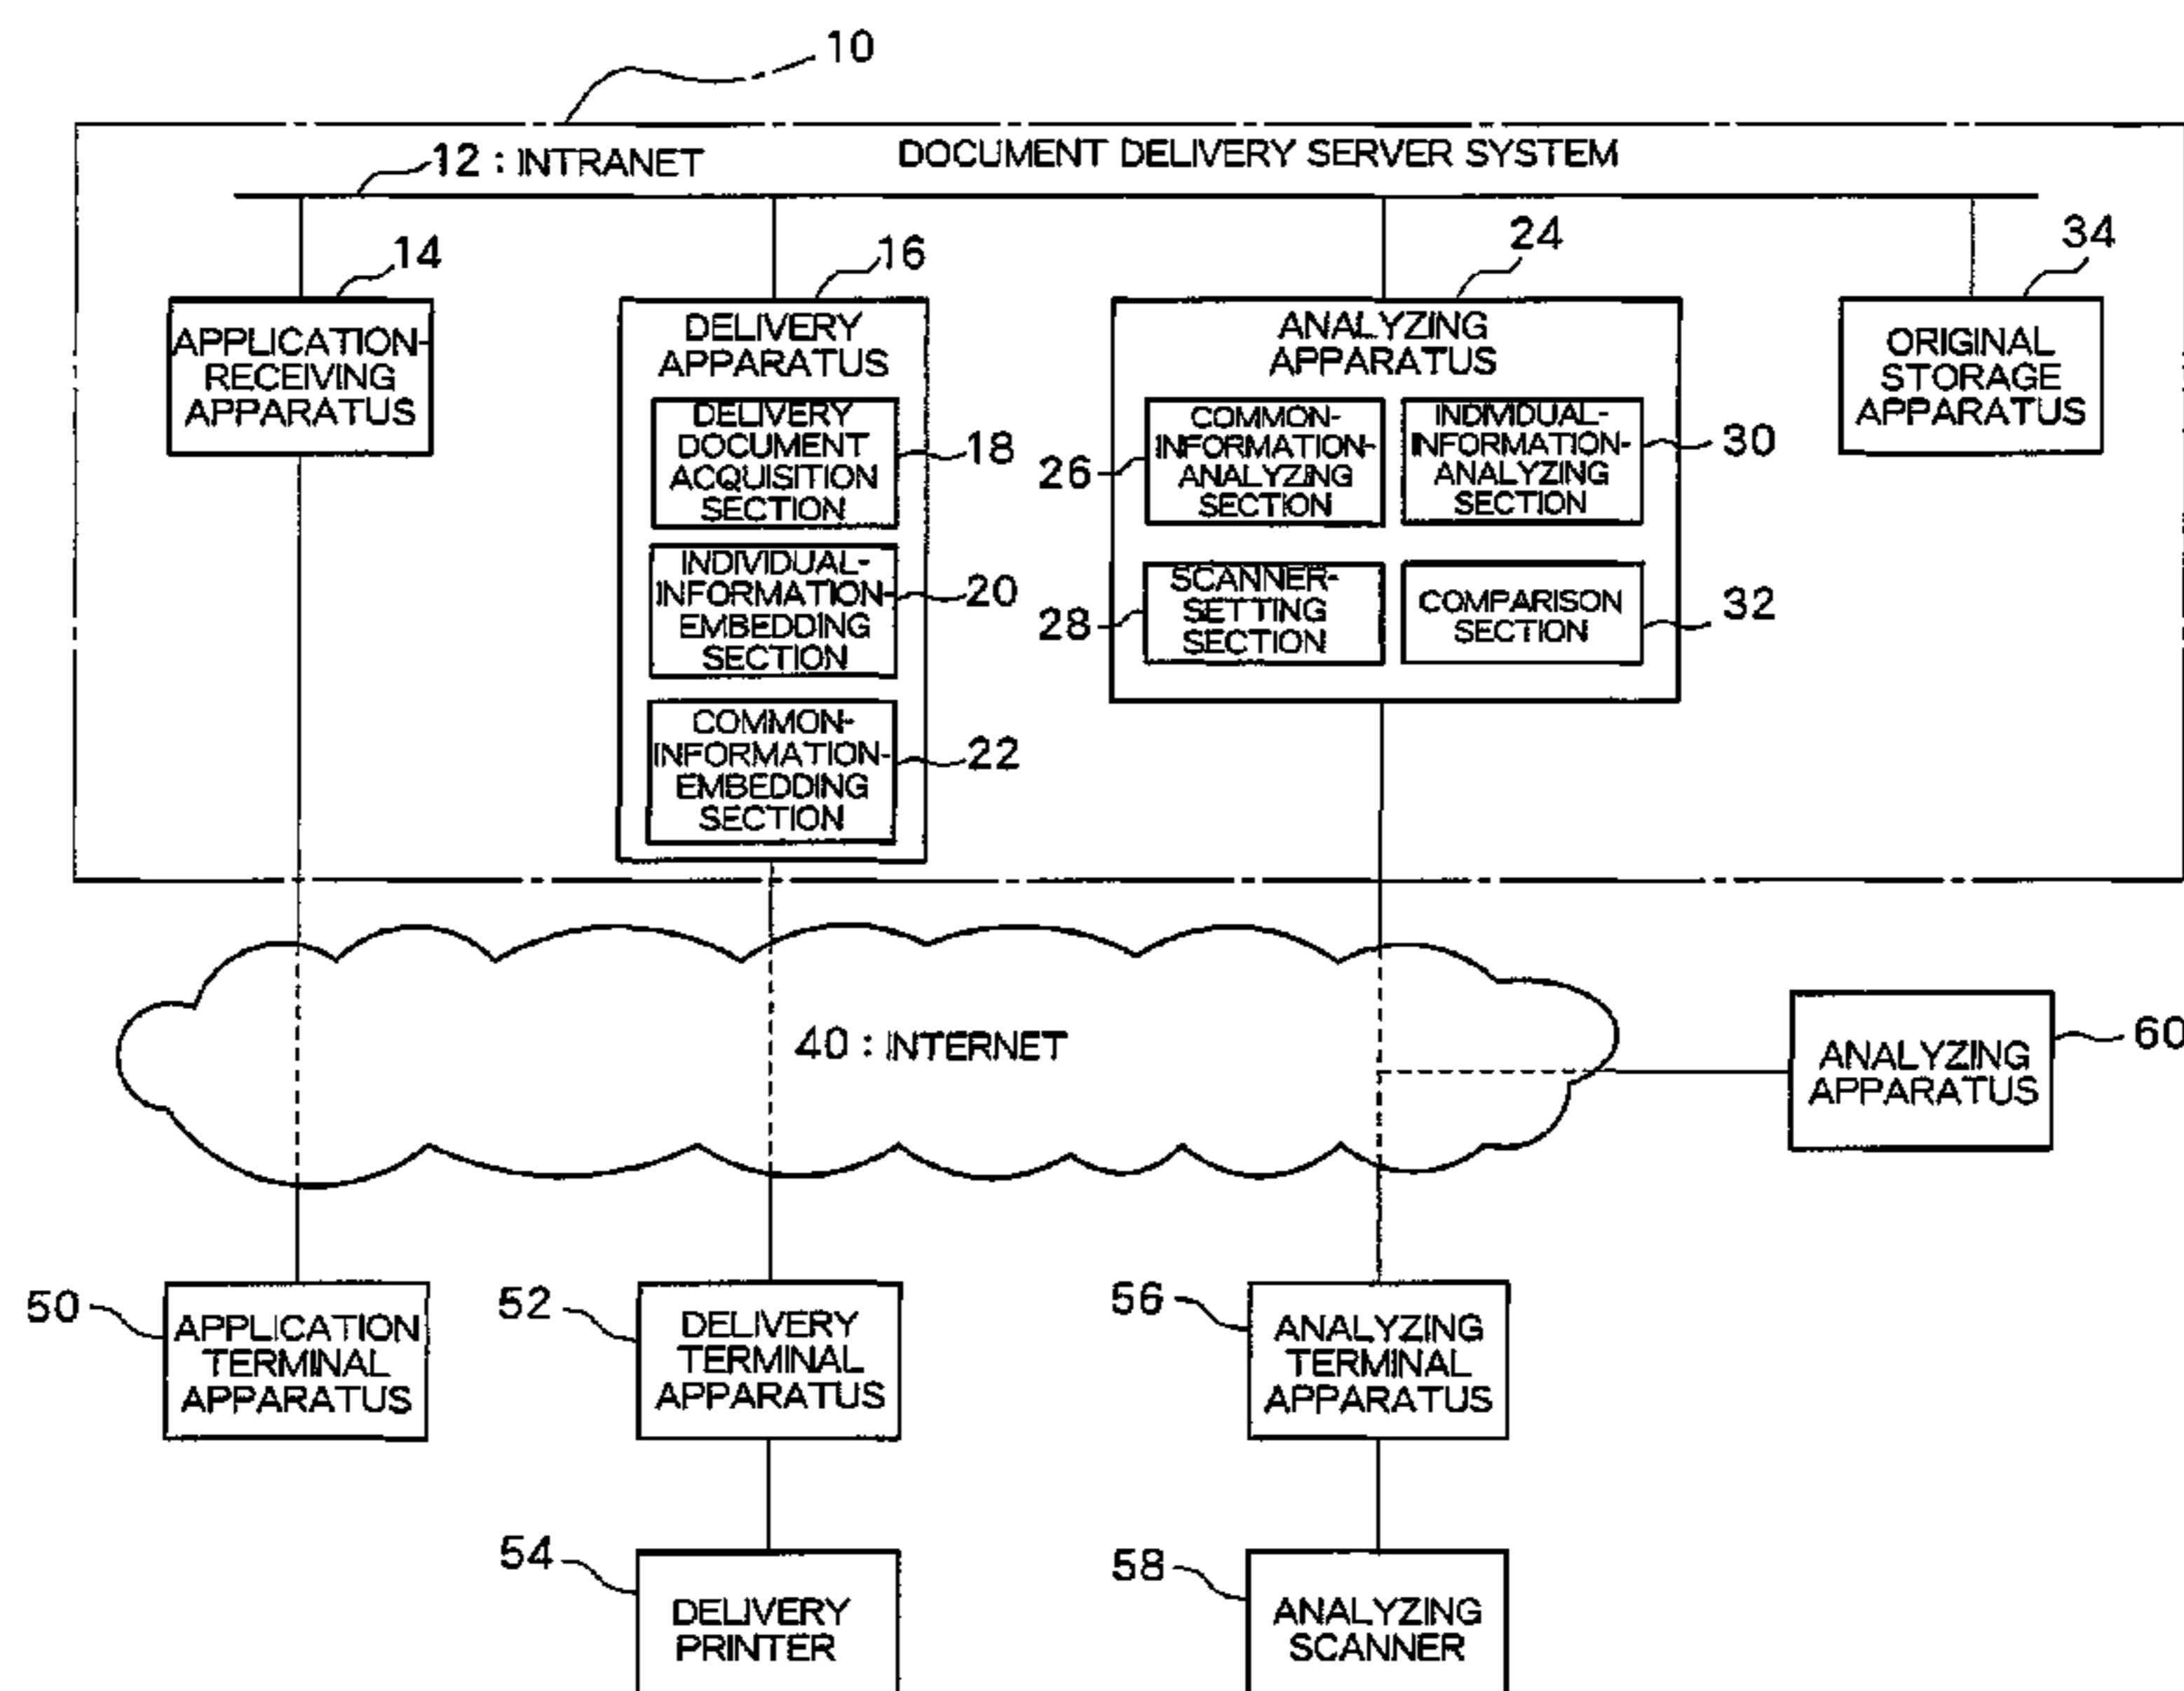 10
12 : INTRANET
DOCUMENT DELIVERY SERVER SYSTEM
14
16
24
34
APPLICATION-
RECEIVING
APPARATUS
DELIVERY
APPARATUS
DELIVERY
DOCUMENT
ACQUISITION
SECTION
18
INDIVIDUAL-
INFORMATION-
EMBEDDING
SECTION
20
COMMON-
INFORMATION-
EMBEDDING
SECTION
22
ANALYZING
APPARATUS
26
COMMON-
INFORMATION-
ANALYZING
SECTION
INDIVIDUAL-
INFORMATION-
ANALYZING
SECTION
30
28
SCANNER-
SETTING
SECTION
COMPARISON
SECTION
32
ORIGINAL
STORAGE
APPARATUS
40 : INTERNET
ANALYZING
APPARATUS
60
50
APPLICATION
TERMINAL
APPARATUS
52
DELIVERY
TERMINAL
APPARATUS
56
ANALYZING
TERMINAL
APPARATUS
54
DELIVERY
PRINTER
58
ANALYZING
SCANNER